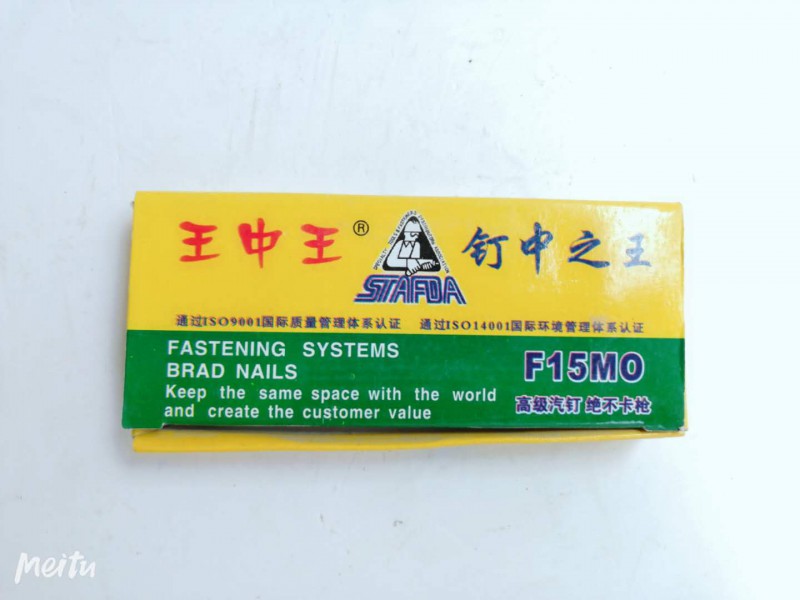 王中王®
STAFDA
钉中之王
通过ISO9001国际质量管理体系认证 通过ISO14001国际环境管理体系认证
FASTENING SYSTEMS
BRAD NAILS
Keep the same space with the world
and create the customer value
F15MO
高级汽钉 绝不卡枪
meitu